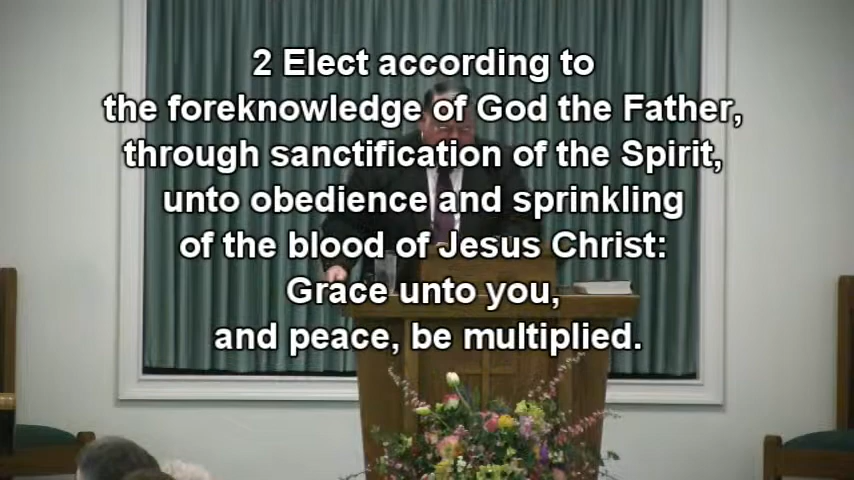 2 Elect according to
the foreknowledge of God the Father,
through sanctification of the Spirit,
unto obedience and sprinkling
of the blood of Jesus Christ:
Grace unto you,
and peace, be multiplied.